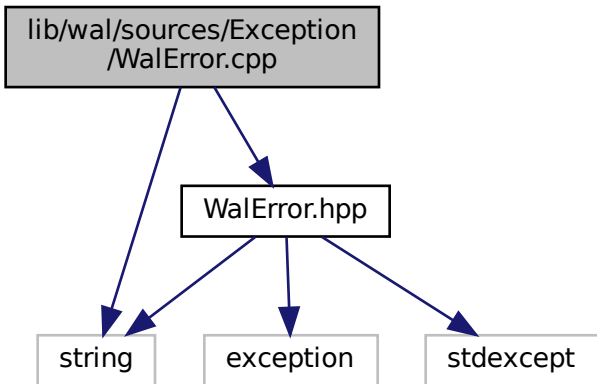 lib/wal/sources/Exception
/WalError.cpp
WalError.hpp
string
exception
stdexcept